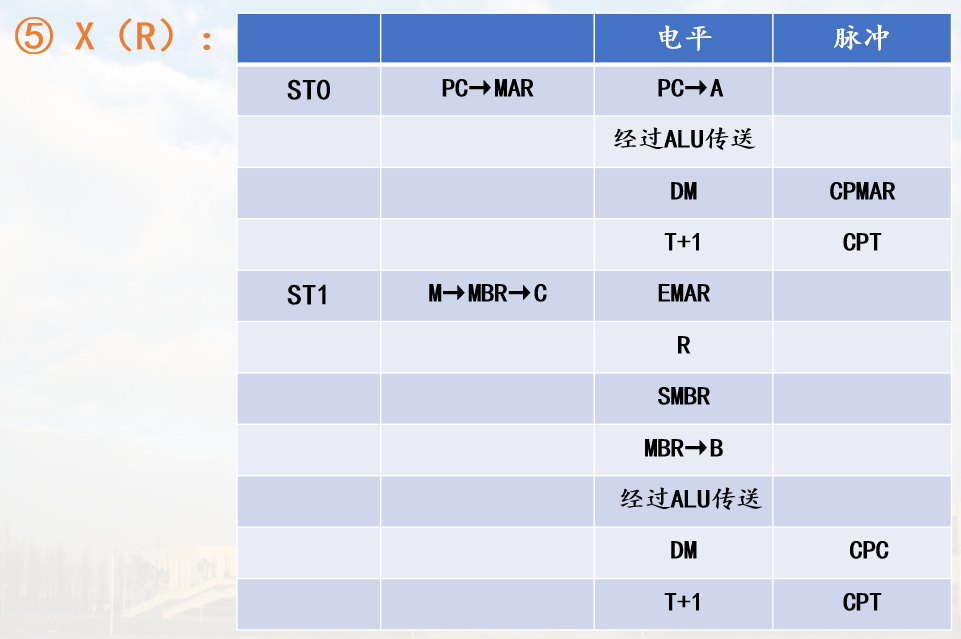 ⑤ X（R）：
电平 脉冲
ST0 PC→MAR PC→A
经过ALU传送
DM CPMAR
T+1 CPT
ST1 M→MBR→C EMAR
R
SMBR
MBR→B
经过ALU传送
DM CPC
T+1 CPT